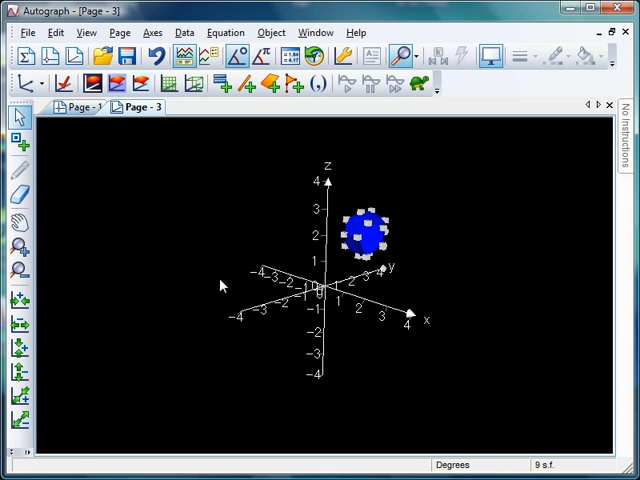 Autograph - [Page - 3]
File Edit View Page Axes Data Equation Object Window Help
Page - 1 Page - 3
No Instructions
z
4
3
2
1
-4 -3 -2 -1 0 1 2 3 4 y
-4 -3 -2 -1 0 1 2 3 4 x
-1
-2
-3
-4
Degrees 9 s.f.